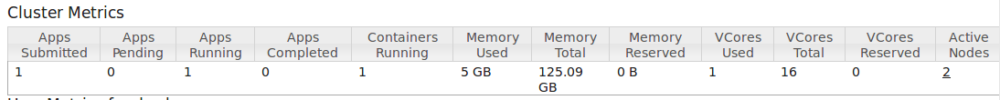 Cluster Metrics
Apps Submitted Apps Pending Apps Running Apps Completed Containers Running Memory Used Memory Total Memory Reserved VCores Used VCores Total VCores Reserved Active Nodes
1 0 1 0 1 5 GB 125.09 GB 0 B 1 16 0 2